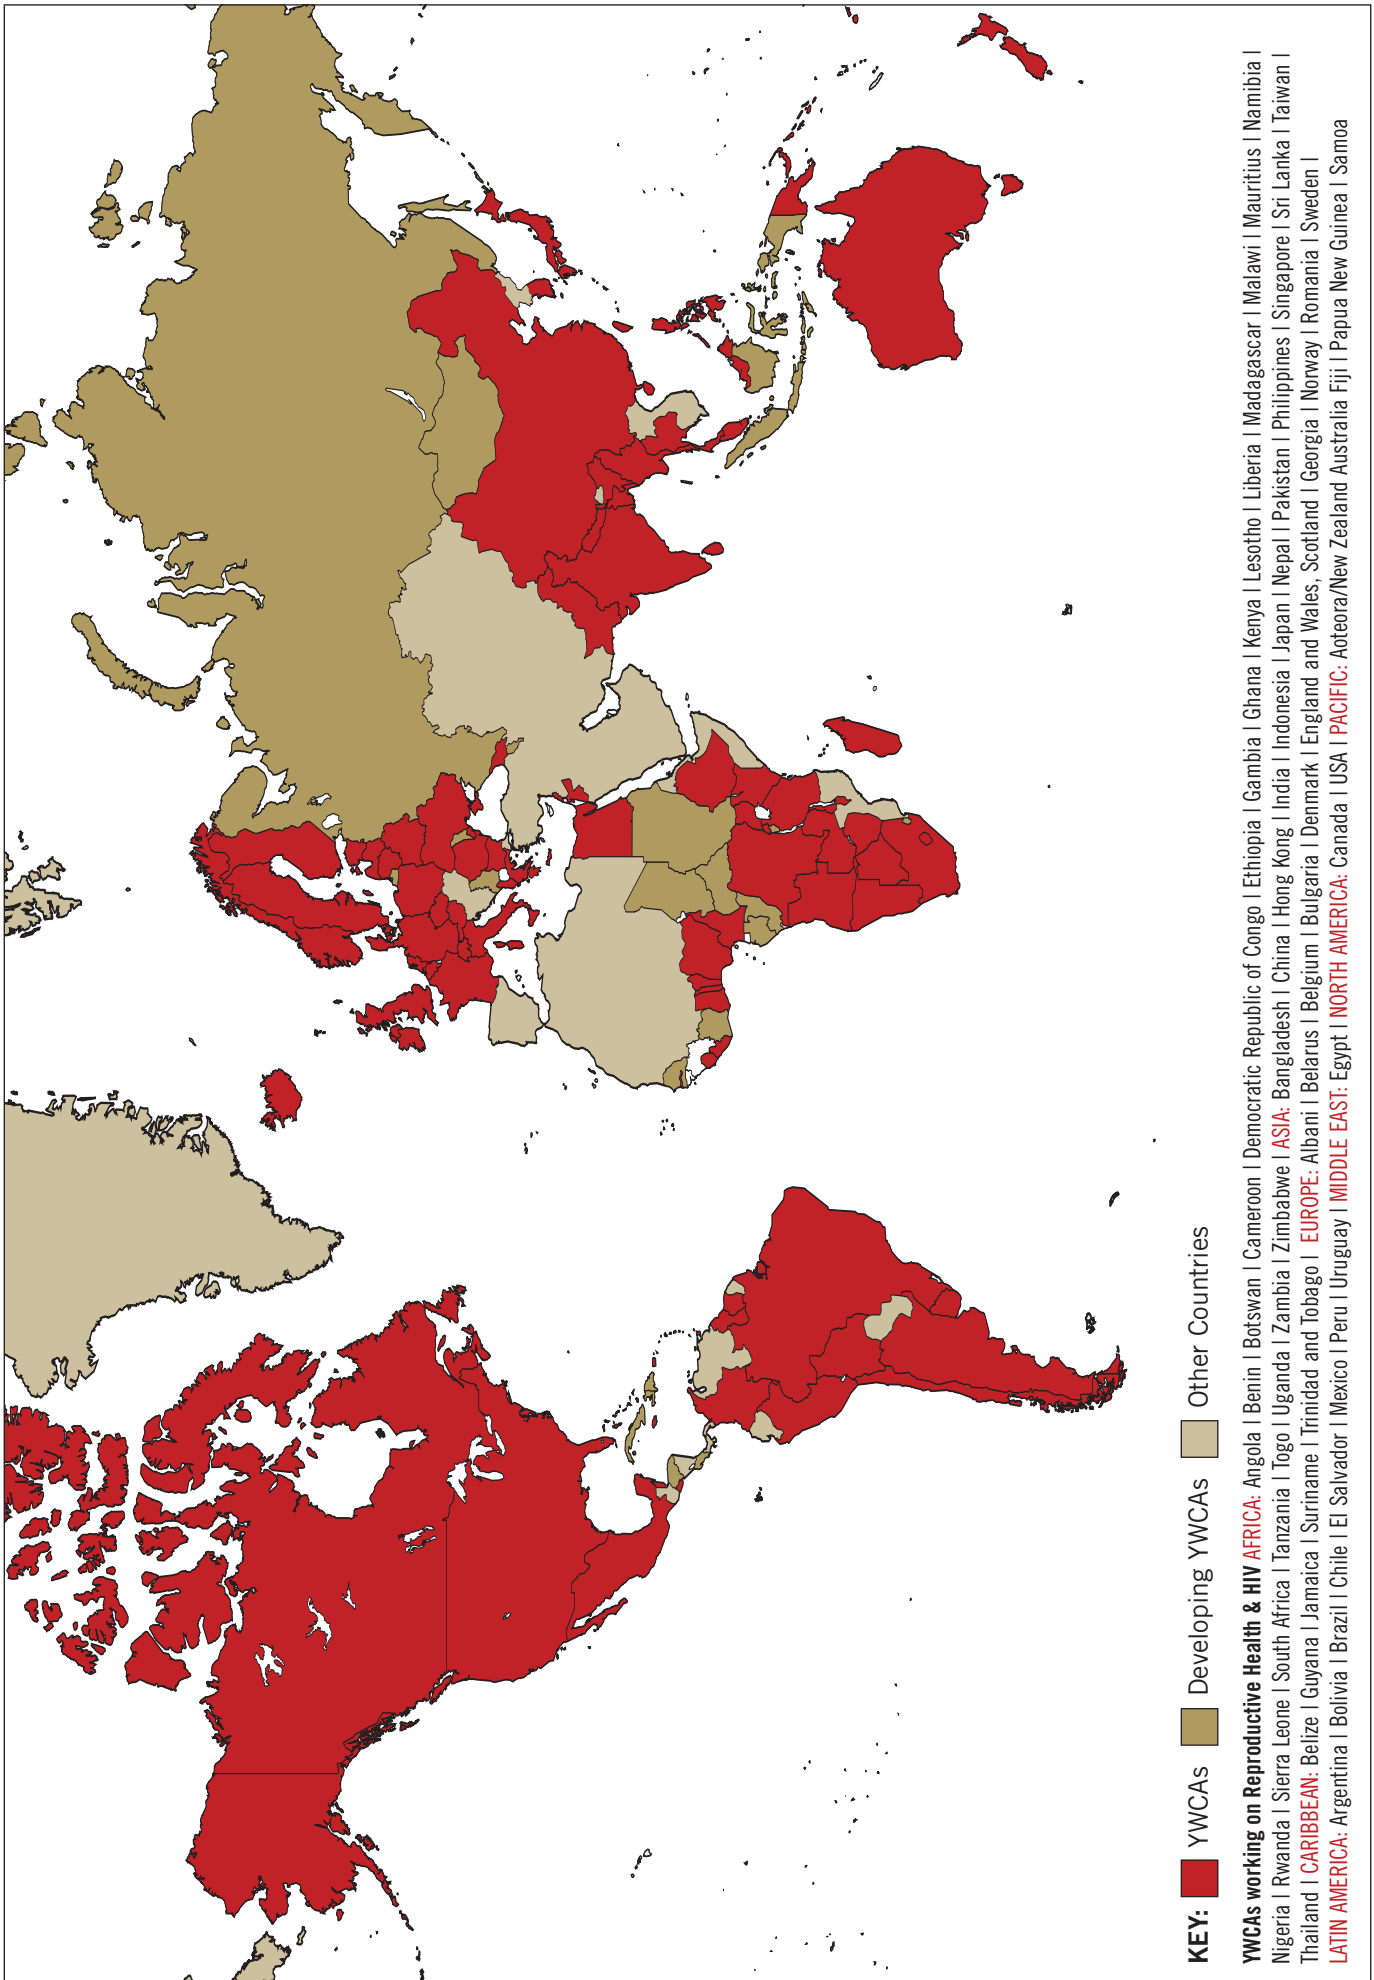 KEY: YWCAs Developing YWCAs Other Countries
YWCAs working on Reproductive Health & HIV AFRICA: Angola l Benin l Botswan l Cameroon l Democratic Republic of Congo l Ethiopia l Gambia l Ghana l Kenya l Lesotho l Liberia l Madagascar l Malawi l Mauritius l Namibia l
Nigeria l Rwanda l Sierra Leone l South Africa l Tanzania l Togo l Uganda l Zambia l Zimbabwe l ASIA: Bangladesh l China l Hong Kong l India l Indonesia l Japan l Nepal l Pakistan l Philippines l Singapore l Sri Lanka l Taiwan l
Thailand l CARIBBEAN: Belize l Guyana l Jamaica l Suriname l Trinidad and Tobago l EUROPE: Albani l Belarus l Belgium l Bulgaria l Denmark l England and Wales, Scotland l Georgia l Norway l Romania l Sweden l
LATIN AMERICA: Argentina l Bolivia l Brazil l Chile l El Salvador l Mexico l Peru l Uruguay l MIDDLE EAST: Egypt l NORTH AMERICA: Canada l USA l PACIFIC: Aoteora/New Zealand Australia Fiji l Papua New Guinea l Samoa